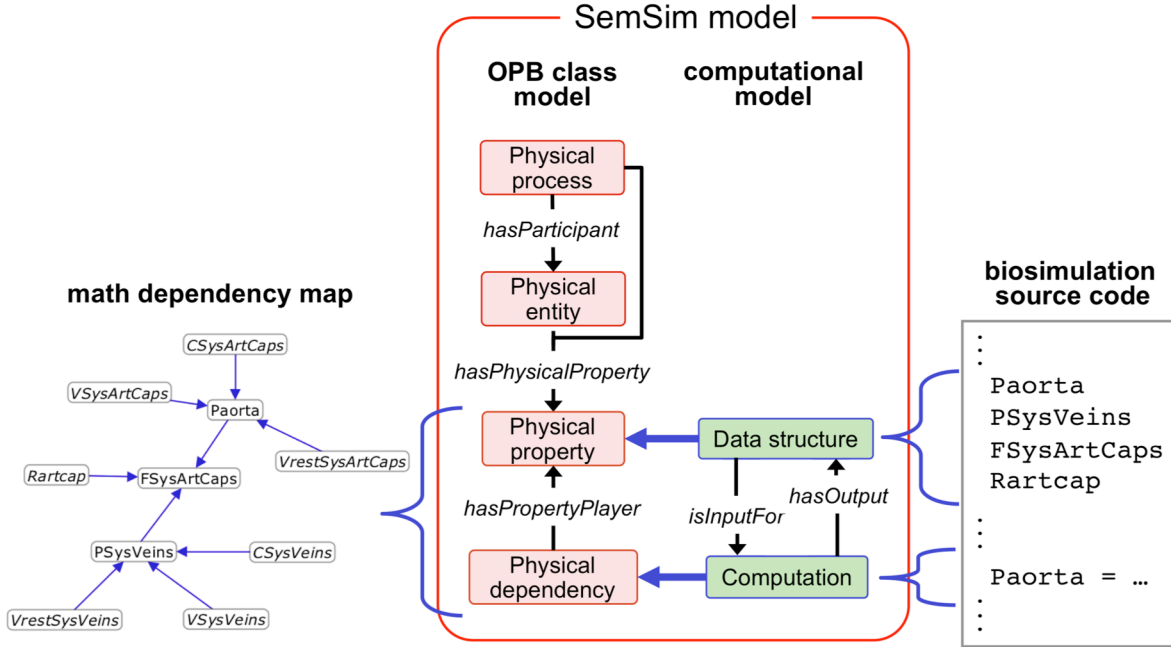 SemSim model
OPB class
model
computational
model
Physical
process
hasParticipant
Physical
entity
hasPhysicalProperty
Physical
property
hasPropertyPlayer
Physical
dependency
Data structure
isInputFor
hasOutput
Computation
math dependency map
CSysArtCaps
VSysArtCaps
Paorta
VrestSysArtCaps
Rartcap
FSysArtCaps
PSysVeins
CSysVeins
VrestSysVeins
VSysVeins
biosimulation
source code
Paorta
PSysVeins
FSysArtCaps
Rartcap
Paorta = …